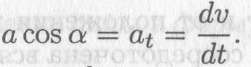 a cos α = a_t = dv/dt.